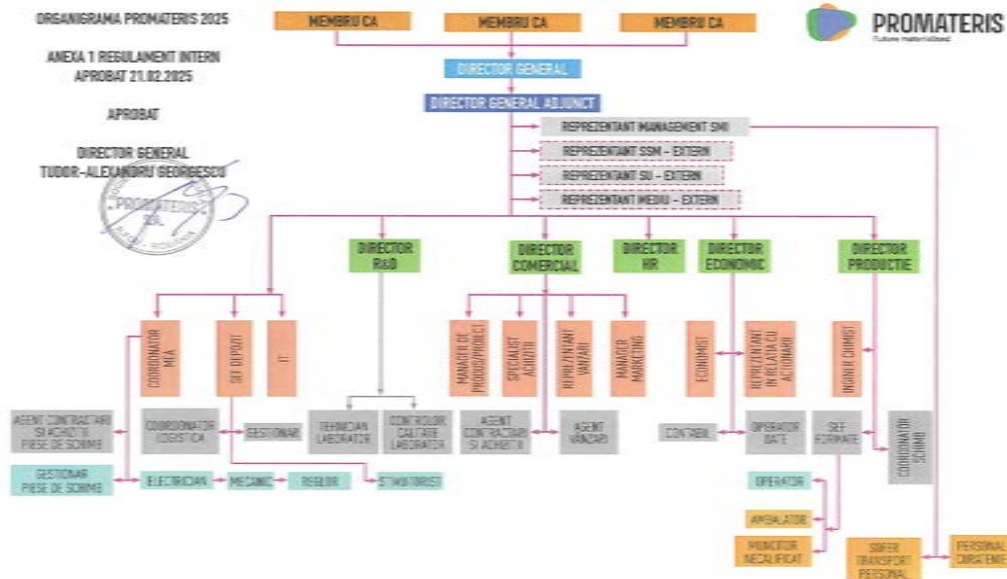 ORGANIGRAMA PROMATERIS 2025
ANEXA 1 REGULAMENT INTERN
APROBAT 21.02.2025
APROBAT
DIRECTOR GENERAL
TUDOR-ALEXANDRU GEORGESCU
PROMATERIS
ROMANIA
MEMBRU CA
MEMBRU CA
MEMBRU CA
PROMATERIS
Future materialized
DIRECTOR GENERAL
DIRECTOR GENERAL ADJUNCT
REPREZENTANT MANAGEMENT SMI
REPREZENTANT SSM - EXTERN
REPREZENTANT SU - EXTERN
REPREZENTANT MEDIU - EXTERN
DIRECTOR
R&D
DIRECTOR
COMERCIAL
DIRECTOR
HR
DIRECTOR
ECONOMIC
DIRECTOR
PRODUCTIE
COORDONATOR
SEF DEPOZIT
IT
MANAGER DE
PRODUS/PROIECT
SPECIALIST
ACHIZITII
REPREZENTANT
VANZARI
MANAGER
MARKETING
ECONOMIST
REPREZENTANT
IN RELATIA CU
ACTIONARII
INGINER CHIMIST
AGENT CONTRACTARI
SI ACHIZITII
PIESE DE SCHIMB
COORDONATOR
LOGISTICA
GESTIONAR
TEHNICIAN
LABORATOR
CONTROLOR
CALITATE
LABORATOR
AGENT
CONTRACTARI
SI ACHIZITII
AGENT
VANZARI
CONTABIL
OPERATOR
DATE
SEF
FORMATIE
COORDONATOR
SCHIMB
GESTIONAR
PIESE DE SCHIMB
ELECTRICIAN
MECANIC
REGLOR
STIVUITORIST
OPERATOR
AMBALATOR
MUNCITOR
NECALIFICAT
SOFER
TRANSPORT
PERSONAL
PERSONAL
CURATENIE